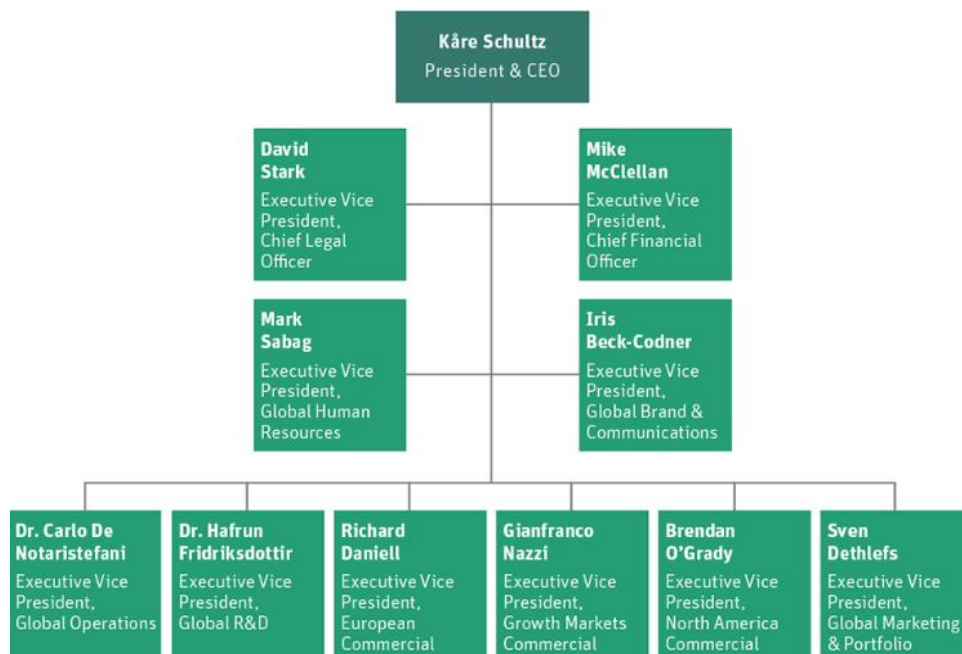 Kåre Schultz
President & CEO
David
Stark
Executive Vice
President,
Chief Legal
Officer
Mike
McClellan
Executive Vice
President,
Chief Financial
Officer
Mark
Sabag
Executive Vice
President,
Global Human
Resources
Iris
Beck-Codner
Executive Vice
President,
Global Brand &
Communications
Dr. Carlo De
Notaristefani
Executive Vice
President,
Global Operations
Dr. Hafrun
Fridriksdottir
Executive Vice
President,
Global R&D
Richard
Daniell
Executive Vice
President,
European
Commercial
Gianfranco
Nazzi
Executive Vice
President,
Growth Markets
Commercial
Brendan
O'Grady
Executive Vice
President,
North America
Commercial
Sven
Dethlefs
Executive Vice
President,
Global Marketing
& Portfolio